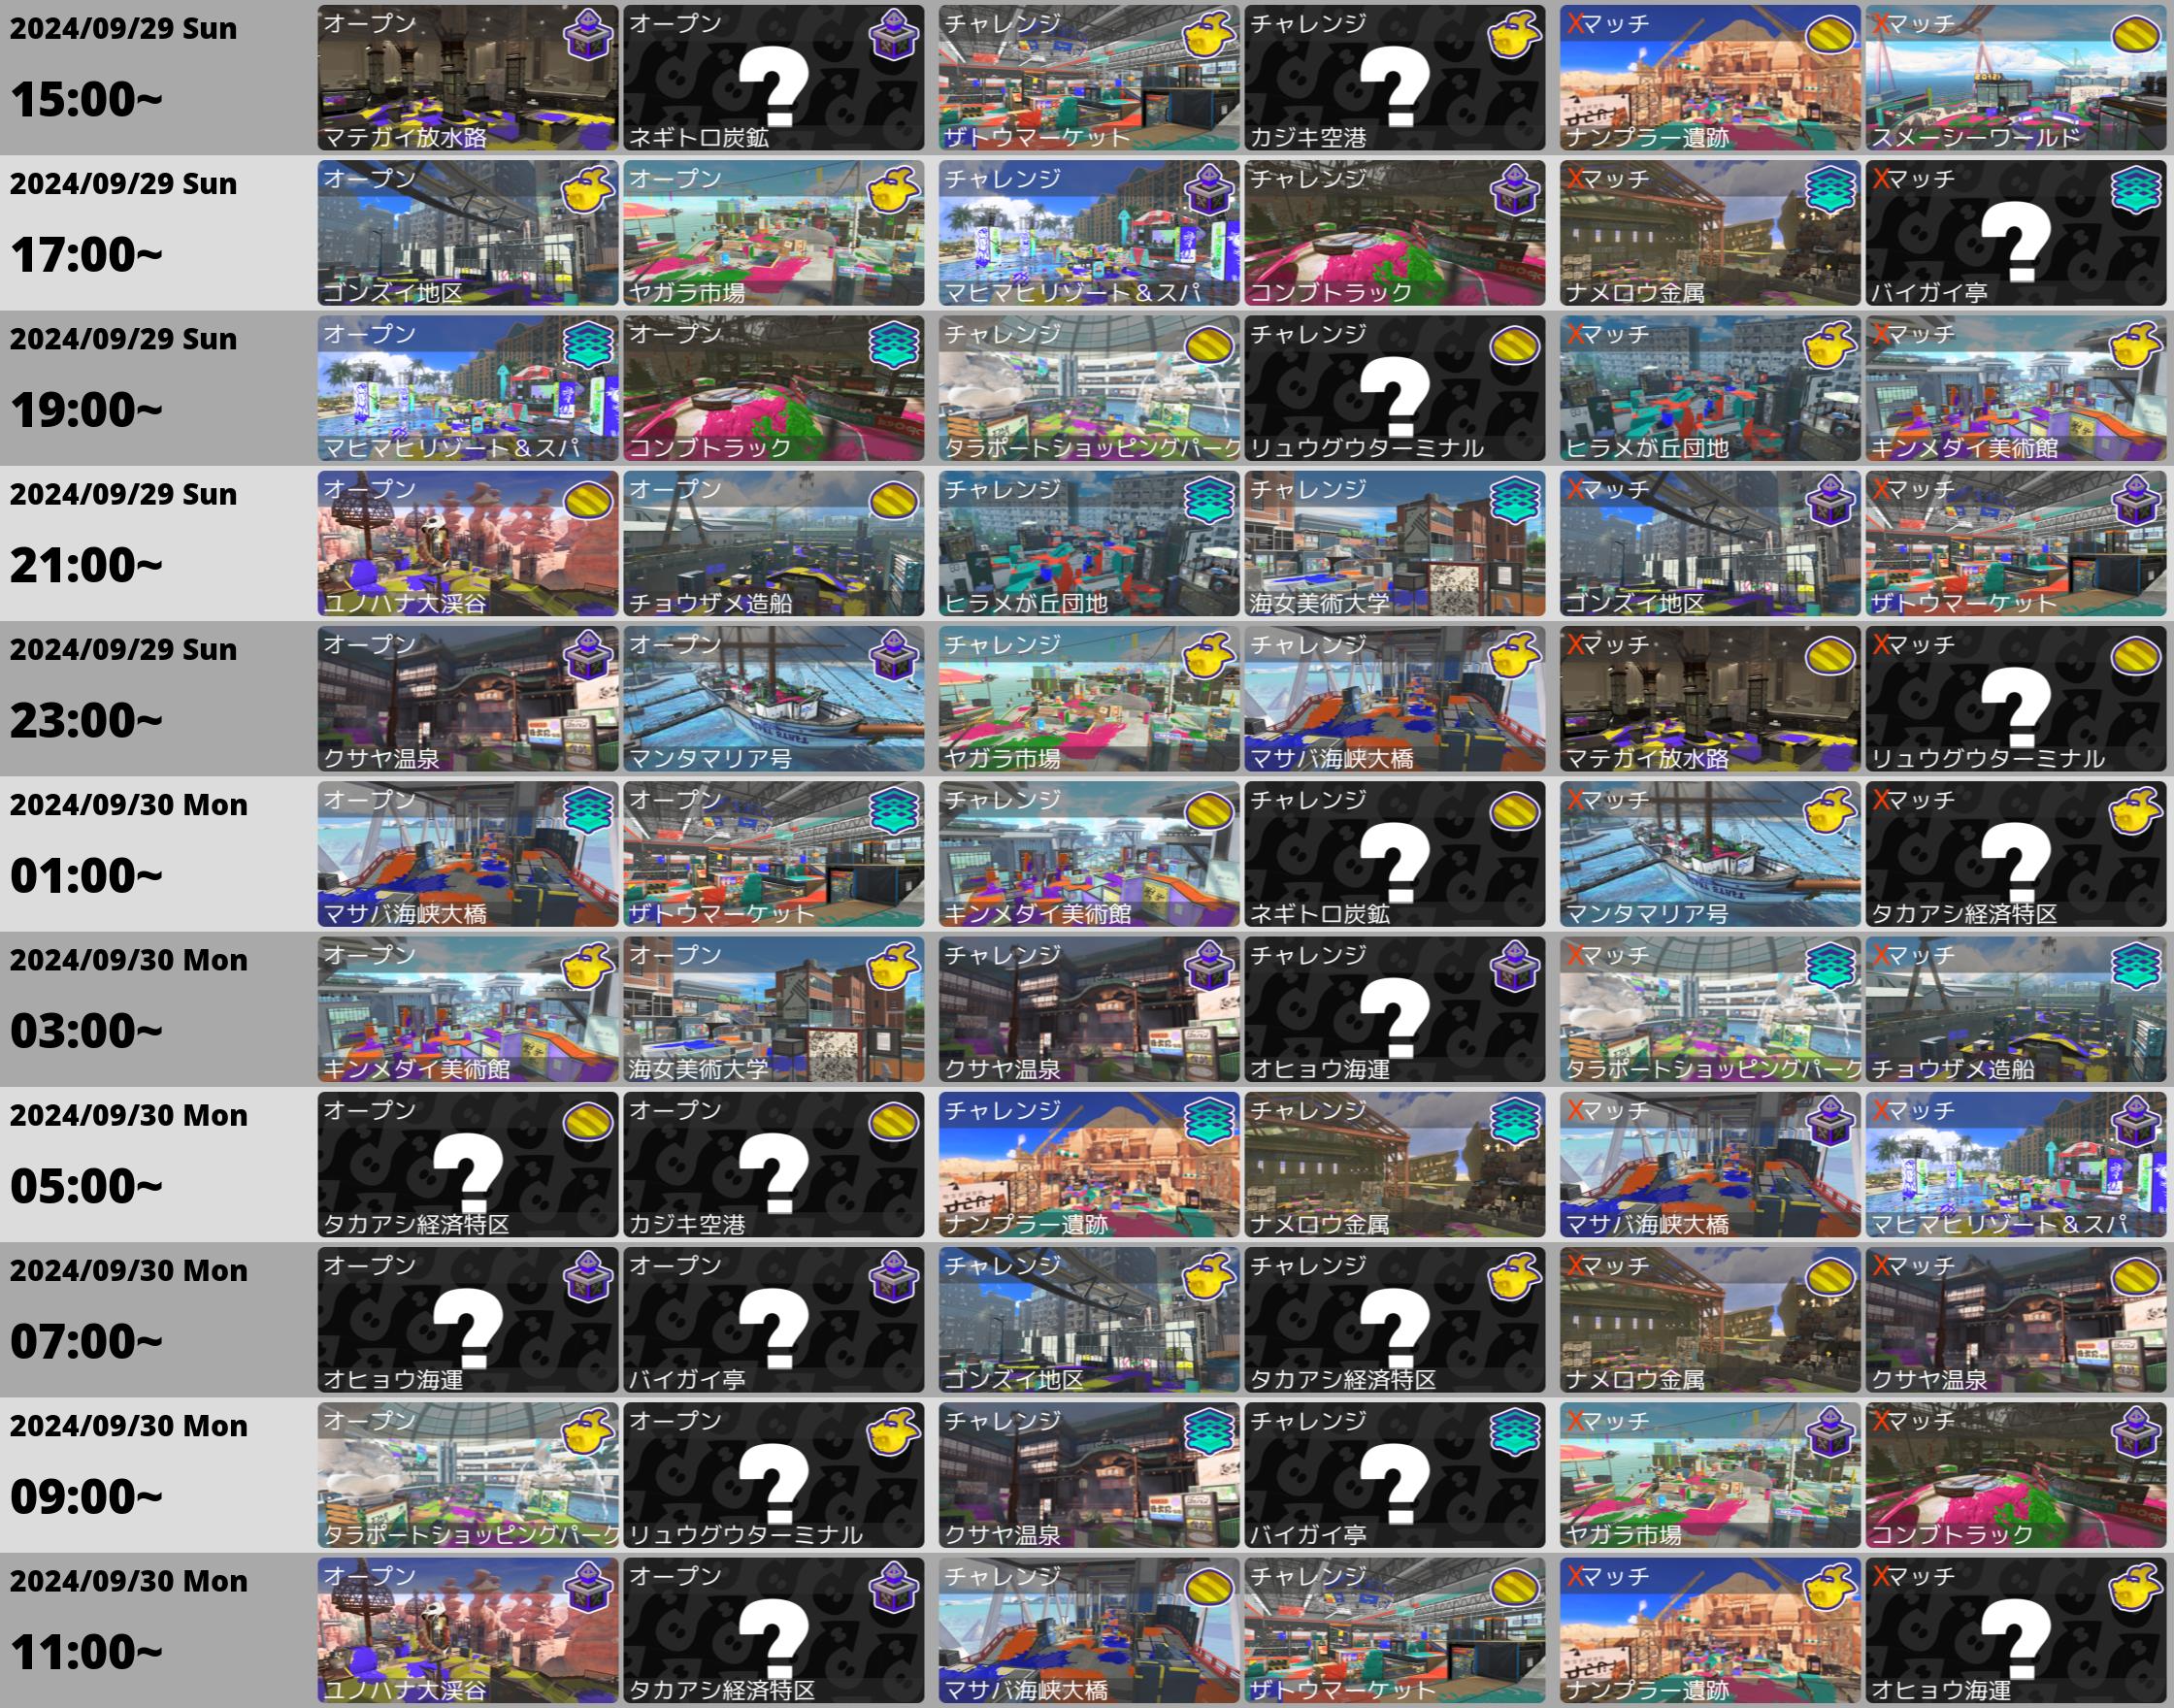 2024/09/29 Sun
15:00~
オープン
マテガイ放水路
オープン
ネギトロ炭鉱
チャレンジ
ザトウマーケット
チャレンジ
カジキ空港
Xマッチ
ナンプラー遺跡
Xマッチ
スメーシーワールド
2024/09/29 Sun
17:00~
オープン
ゴンズイ地区
オープン
ヤガラ市場
チャレンジ
マヒマヒリゾート＆スパ
チャレンジ
コンブトラック
Xマッチ
ナメロウ金属
Xマッチ
バイガイ亭
2024/09/29 Sun
19:00~
オープン
マヒマヒリゾート＆スパ
オープン
コンブトラック
チャレンジ
タラポートショッピングパーク
チャレンジ
リュウグウターミナル
Xマッチ
ヒラメが丘団地
Xマッチ
キンメダイ美術館
2024/09/29 Sun
21:00~
オープン
ユノハナ大渓谷
オープン
チョウザメ造船
チャレンジ
ヒラメが丘団地
チャレンジ
海女美術大学
Xマッチ
ゴンズイ地区
Xマッチ
ザトウマーケット
2024/09/29 Sun
23:00~
オープン
クサヤ温泉
オープン
マンタマリア号
チャレンジ
ヤガラ市場
チャレンジ
マサバ海峡大橋
Xマッチ
マテガイ放水路
Xマッチ
リュウグウターミナル
2024/09/30 Mon
01:00~
オープン
マサバ海峡大橋
オープン
ザトウマーケット
チャレンジ
キンメダイ美術館
チャレンジ
ネギトロ炭鉱
Xマッチ
マンタマリア号
Xマッチ
タカアシ経済特区
2024/09/30 Mon
03:00~
オープン
キンメダイ美術館
オープン
海女美術大学
チャレンジ
クサヤ温泉
チャレンジ
オヒョウ海運
Xマッチ
タラポートショッピングパーク
Xマッチ
チョウザメ造船
2024/09/30 Mon
05:00~
オープン
タカアシ経済特区
オープン
カジキ空港
チャレンジ
ナンプラー遺跡
チャレンジ
ナメロウ金属
Xマッチ
マサバ海峡大橋
Xマッチ
マヒマヒリゾート＆スパ
2024/09/30 Mon
07:00~
オープン
オヒョウ海運
オープン
バイガイ亭
チャレンジ
ゴンズイ地区
チャレンジ
タカアシ経済特区
Xマッチ
ナメロウ金属
Xマッチ
クサヤ温泉
2024/09/30 Mon
09:00~
オープン
タラポートショッピングパーク
オープン
リュウグウターミナル
チャレンジ
クサヤ温泉
チャレンジ
バイガイ亭
Xマッチ
ヤガラ市場
Xマッチ
コンブトラック
2024/09/30 Mon
11:00~
オープン
ユノハナ大渓谷
オープン
タカアシ経済特区
チャレンジ
マサバ海峡大橋
チャレンジ
ザトウマーケット
Xマッチ
ナンプラー遺跡
Xマッチ
オヒョウ海運